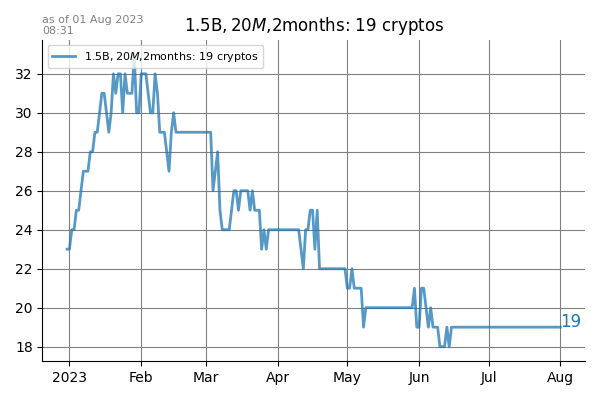 as of 01 Aug 2023
08:31
1.5B, 20M,2months: 19 cryptos
1.5B, 20M,2months: 19 cryptos
32
30
28
26
24
22
20
18
19
2023 Feb Mar Apr May Jun Jul Aug